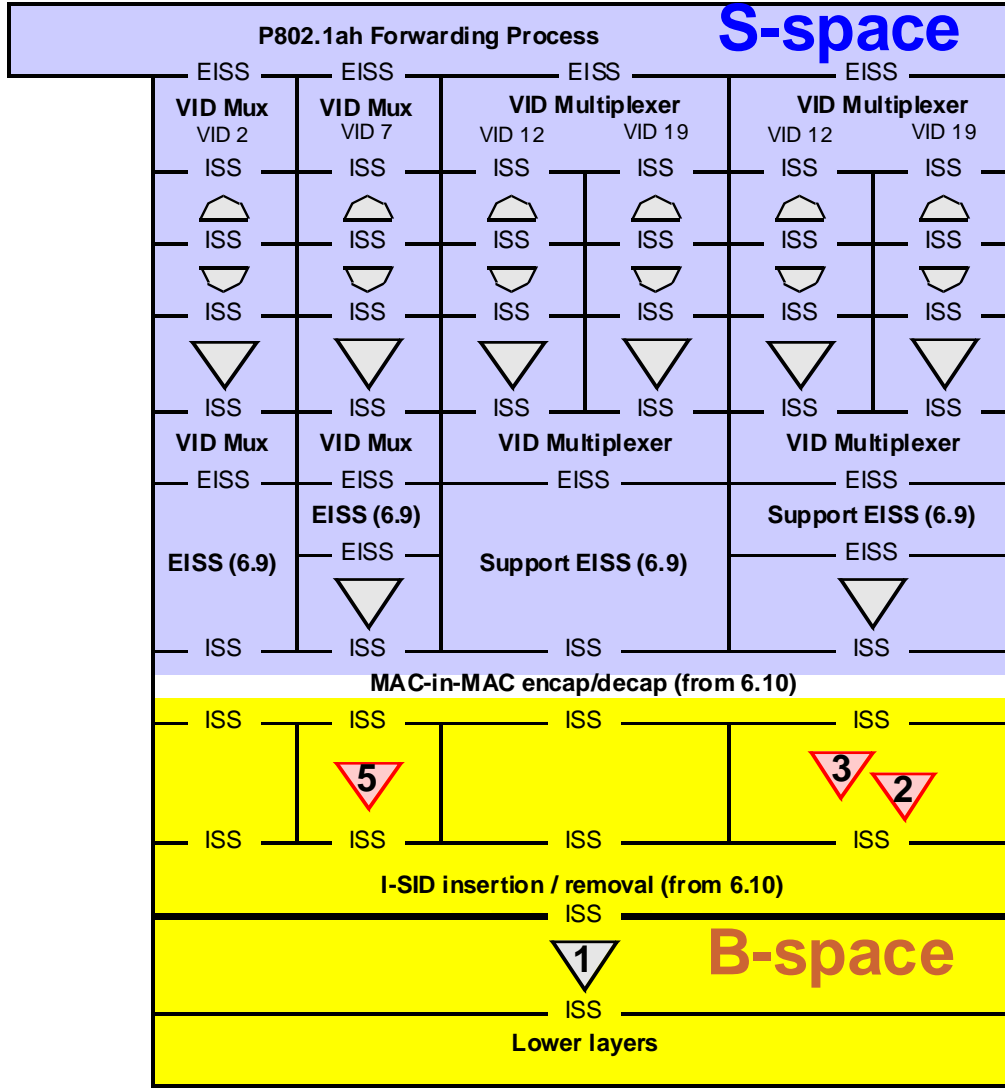 S-space
P802.1ah Forwarding Process
EISS EISS EISS EISS
VID Mux VID Mux VID Multiplexer VID Multiplexer
VID 2 VID 7 VID 12 VID 19 VID 12 VID 19
ISS ISS ISS ISS ISS ISS
ISS ISS ISS ISS ISS ISS
ISS ISS ISS ISS ISS ISS
ISS ISS ISS ISS ISS ISS
VID Mux VID Mux VID Multiplexer VID Multiplexer
EISS EISS EISS EISS
EISS (6.9) Support EISS (6.9)
EISS EISS
EISS (6.9) Support EISS (6.9)
ISS ISS ISS ISS
MAC-in-MAC encap/decap (from 6.10)
ISS ISS ISS ISS
5 3 2
ISS ISS ISS ISS
I-SID insertion / removal (from 6.10)
ISS
1 B-space
ISS
Lower layers